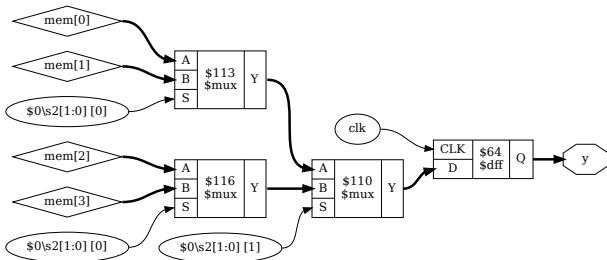 mem[0]
mem[1]
$0\s2[1:0] [0]
A
B
S
$113
$mux
Y
mem[2]
mem[3]
$0\s2[1:0] [0]
A
B
S
$116
$mux
Y
$0\s2[1:0] [1]
A
B
S
$110
$mux
Y
clk
CLK
D
$64
$dff
Q
y